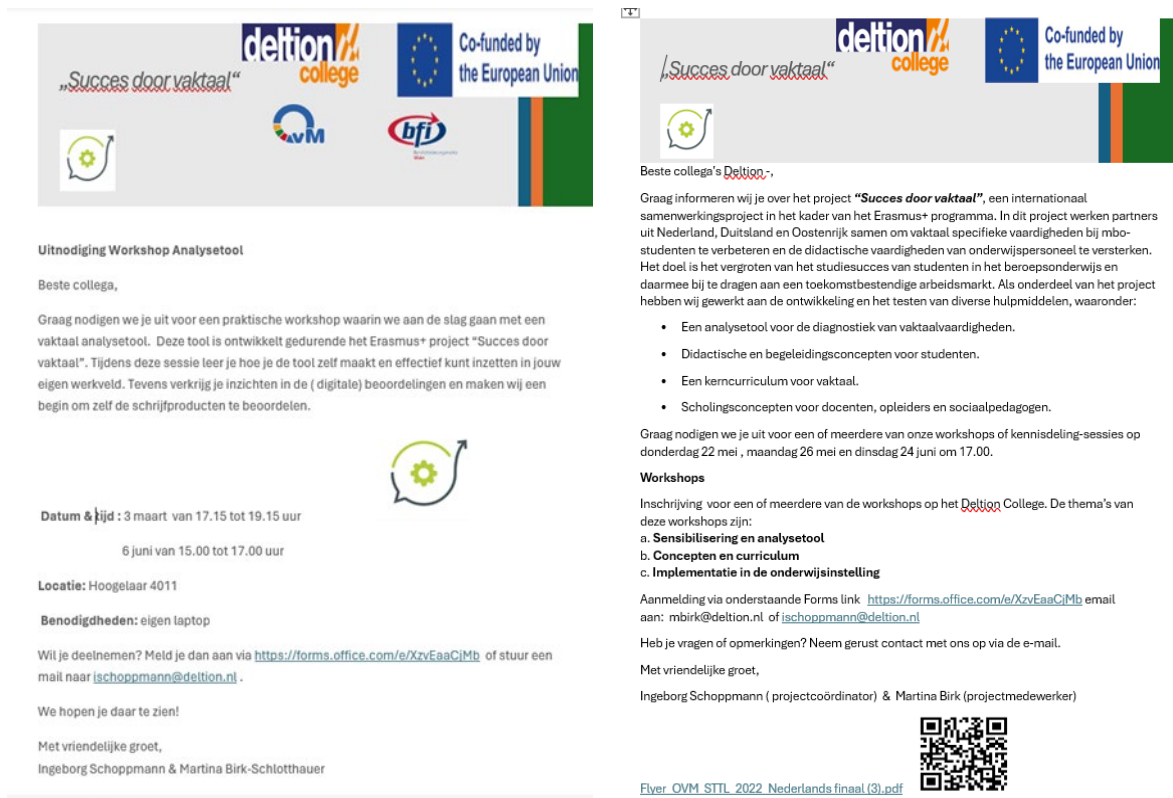 „Succes door vaktaal“
deltion
college
Co-funded by
the European Union
OvM
bfi
Uitnodiging Workshop Analysetool
Beste collega,
Graag nodigen we je uit voor een praktische workshop waarin we aan de slag gaan met een
vaktaal analysetool. Deze tool is ontwikkelt gedurende het Erasmus+ project “Succes door
vaktaal”. Tijdens deze sessie leer je hoe je de tool zelf maakt en effectief kunt inzetten in jouw
eigen werkveld. Tevens verkrijg je inzichten in de ( digitale) beoordelingen en maken wij een
begin om zelf de schrijfproducten te beoordelen.
Datum & tijd : 3 maart van 17.15 tot 19.15 uur
6 juni van 15.00 tot 17.00 uur
Locatie: Hoogelaar 4011
Benodigdheden: eigen laptop
Wil je deelnemen? Meld je dan aan via https://forms.office.com/e/XzvEaaCjMb of stuur een
mail naar ischoppmann@deltion.nl .
We hopen je daar te zien!
Met vriendelijke groet,
Ingeborg Schoppmann & Martina Birk-Schlotthauer
„Succes door vaktaal“
deltion
college
Co-funded by
the European Union
Beste collega’s Deltion -,
Graag informeren wij je over het project “Succes door vaktaal”, een internationaal
samenwerkingsproject in het kader van het Erasmus+ programma. In dit project werken partners
uit Nederland, Duitsland en Oostenrijk samen om vaktaal specifieke vaardigheden bij mbo-
studenten te verbeteren en de didactische vaardigheden van onderwijspersoneel te versterken.
Het doel is het vergroten van het studiesucces van studenten in het beroepsonderwijs en
daarmee bij te dragen aan een toekomstbestendige arbeidsmarkt. Als onderdeel van het project
hebben wij gewerkt aan de ontwikkeling en het testen van diverse hulpmiddelen, waaronder:
• Een analysetool voor de diagnostiek van vaktaalvaardigheden.
• Didactische en begeleidingsconcepten voor studenten.
• Een kerncurriculum voor vaktaal.
• Scholingsconcepten voor docenten, opleiders en sociaalpedagogen.
Graag nodigen we je uit voor een of meerdere van onze workshops of kennisdeling-sessies op
donderdag 22 mei , maandag 26 mei en dinsdag 24 juni om 17.00.
Workshops
Inschrijving voor een of meerdere van de workshops op het Deltion College. De thema’s van
deze workshops zijn:
a. Sensibilisering en analysetool
b. Concepten en curriculum
c. Implementatie in de onderwijsinstelling
Aanmelding via onderstaande Forms link https://forms.office.com/e/XzvEaaCjMb email
aan: mbirk@deltion.nl of ischoppmann@deltion.nl
Heb je vragen of opmerkingen? Neem gerust contact met ons op via de e-mail.
Met vriendelijke groet,
Ingeborg Schoppmann ( projectcoördinator) & Martina Birk (projectmedewerker)
Flyer_OVM_STTL_2022_Nederlands finaal (3).pdf